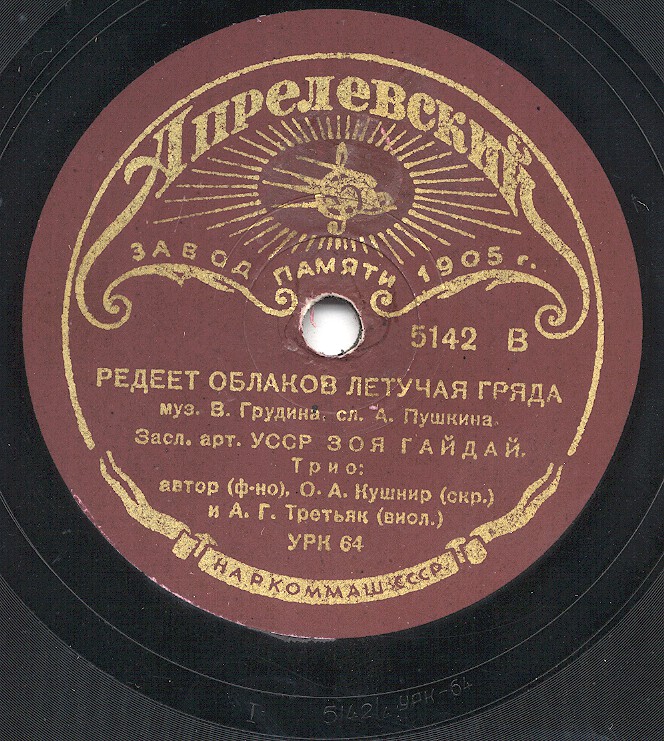 Апрелевский
ЗАВОД ПАМЯТИ 1905 г.
5142 В
РЕДЕЕТ ОБЛАКОВ ЛЕТУЧАЯ ГРЯДА
муз. В. Грудина, сл. А. Пушкина.
Засл. арт. УССР ЗОЯ ГАЙДАЙ.
Трио:
автор (ф-но), О. А. Кушнир (скр.)
и А. Г. Третьяк (виол.)
УРК 64
НАРКОММАШ СССР
I 5142 УРК-64